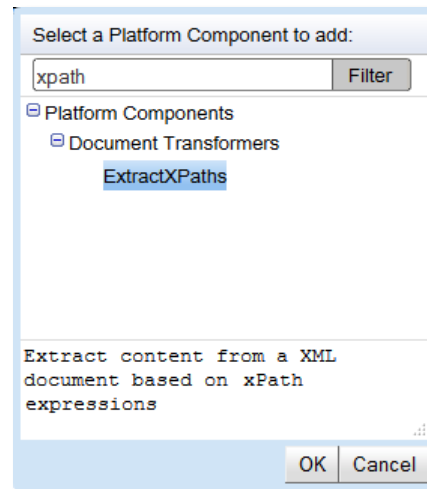 Select a Platform Component to add:
xpath Filter
Platform Components
Document Transformers
ExtractXPaths
Extract content from a XML
document based on xPath
expressions
OK Cancel